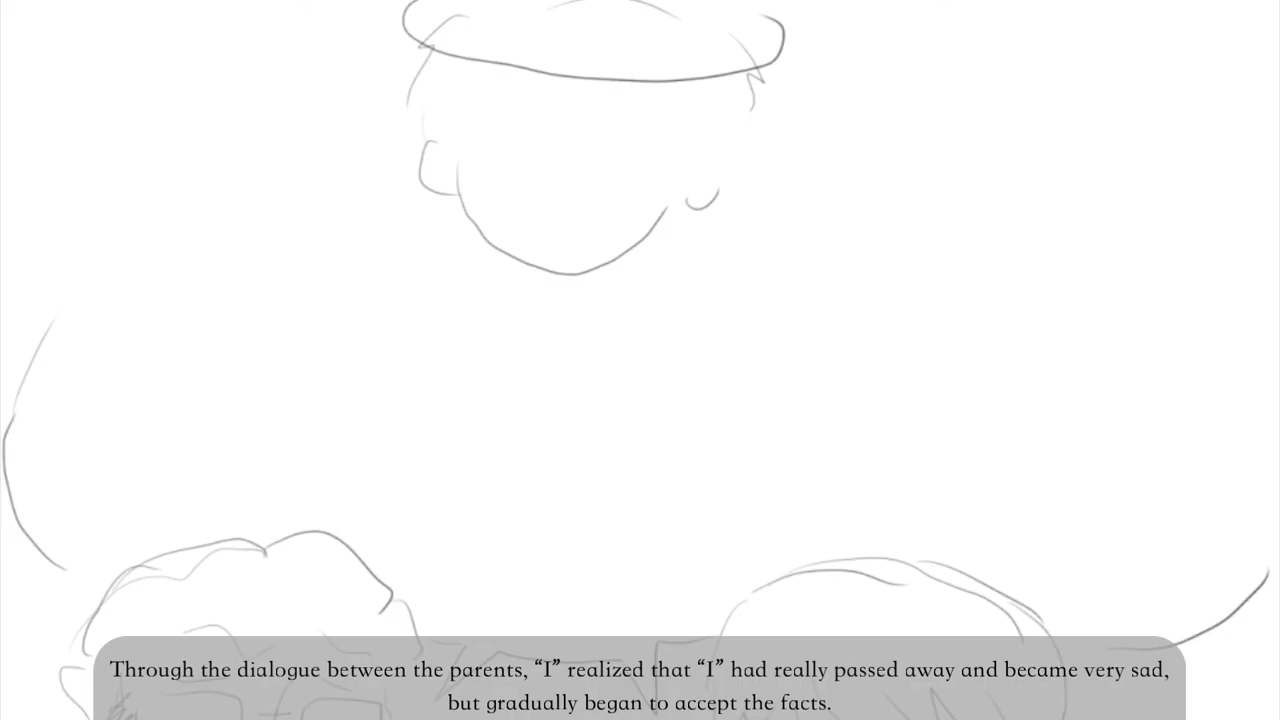 Through the dialogue between the parents, “I” realized that “I” had really passed away and became very sad,
but gradually began to accept the facts.